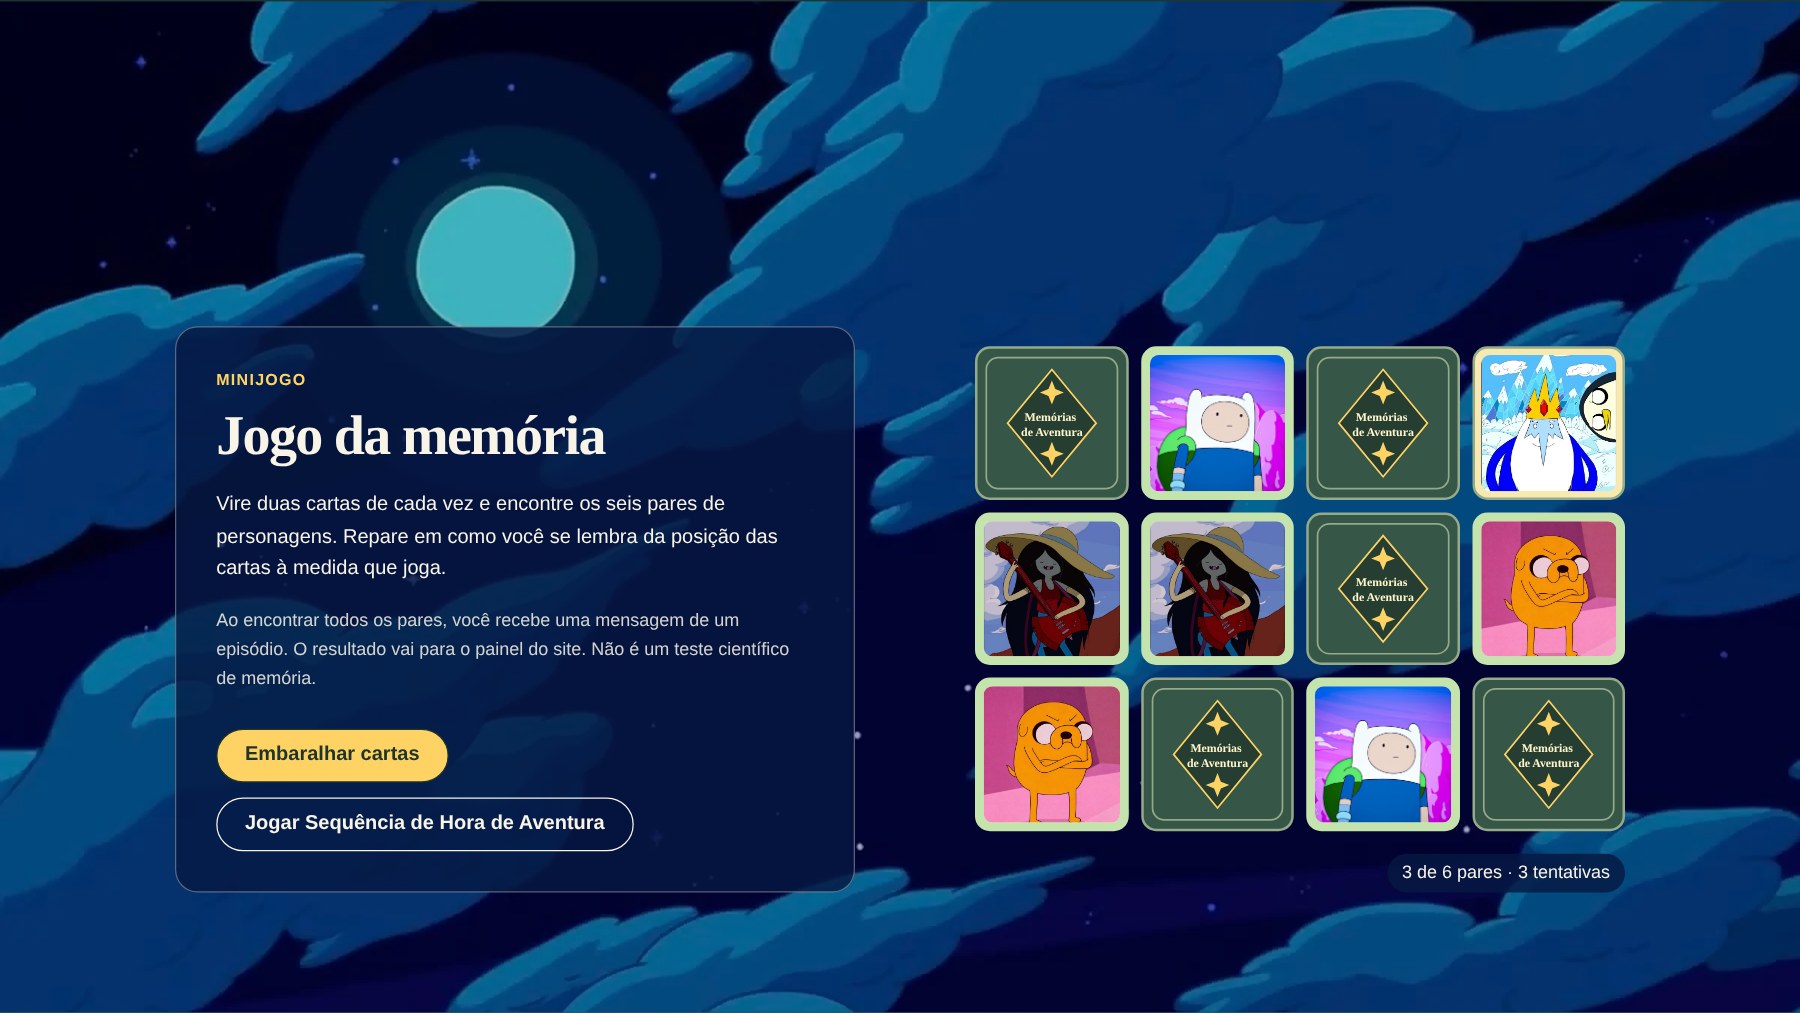 MINIJOGO
Jogo da memória
Vire duas cartas de cada vez e encontre os seis pares de
personagens. Repare em como você se lembra da posição das
cartas à medida que joga.
Ao encontrar todos os pares, você recebe uma mensagem de um
episódio. O resultado vai para o painel do site. Não é um teste científico
de memória.
Embaralhar cartas
Jogar Sequência de Hora de Aventura
Memórias
de Aventura
Memórias
de Aventura
Memórias
de Aventura
Memórias
de Aventura
Memórias
de Aventura
3 de 6 pares · 3 tentativas